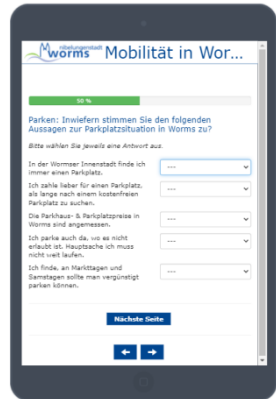 nibelungenstadt
worms Mobilität in Wor...
50 %
Parken: Inwiefern stimmen Sie den folgenden
Aussagen zur Parkplatzsituation in Worms zu?
Bitte wählen Sie jeweils eine Antwort aus.
In der Wormser Innenstadt finde ich
immer einen Parkplatz.
---
Ich zahle lieber für einen Parkplatz,
als lange nach einem kostenfreien
Parkplatz zu suchen.
---
Die Parkhaus- & Parkplatzpreise in
Worms sind angemessen.
---
Ich parke auch da, wo es nicht
erlaubt ist. Hauptsache ich muss
nicht weit laufen.
---
Ich finde, an Markttagen und
Samstagen sollte man vergünstigt
parken können.
---
Nächste Seite